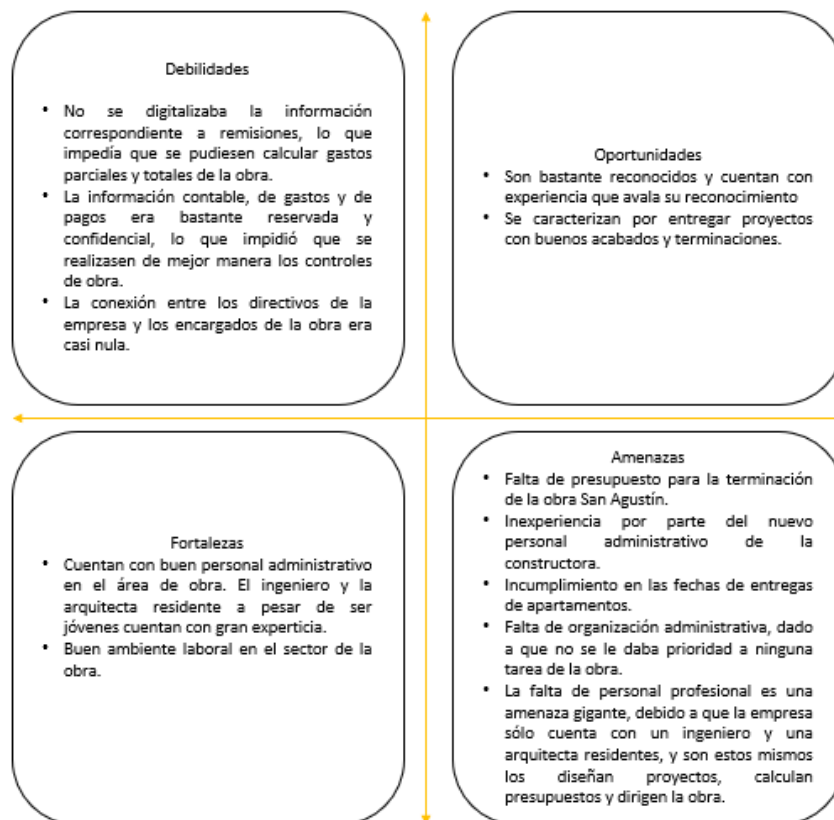 Debilidades
• No se digitalizaba la información
correspondiente a remisiones, lo que
impedía que se pudiesen calcular gastos
parciales y totales de la obra.
• La información contable, de gastos y de
pagos era bastante reservada y
confidencial, lo que impidió que se
realizasen de mejor manera los controles
de obra.
• La conexión entre los directivos de la
empresa y los encargados de la obra era
casi nula.
Oportunidades
• Son bastante reconocidos y cuentan con
experiencia que avala su reconocimiento
• Se caracterizan por entregar proyectos
con buenos acabados y terminaciones.
Fortalezas
• Cuentan con buen personal administrativo
en el área de obra. El ingeniero y la
arquitecta residente a pesar de ser
jóvenes cuentan con gran experticia.
• Buen ambiente laboral en el sector de la
obra.
Amenazas
• Falta de presupuesto para la terminación
de la obra San Agustín.
• Inexperiencia por parte del nuevo
personal administrativo de la
constructora.
• Incumplimiento en las fechas de entregas
de apartamentos.
• Falta de organización administrativa, dado
a que no se le daba prioridad a ninguna
tarea de la obra.
• La falta de personal profesional es una
amenaza gigante, debido a que la empresa
sólo cuenta con un ingeniero y una
arquitecta residentes, y son estos mismos
los diseñan proyectos, calculan
presupuestos y dirigen la obra.